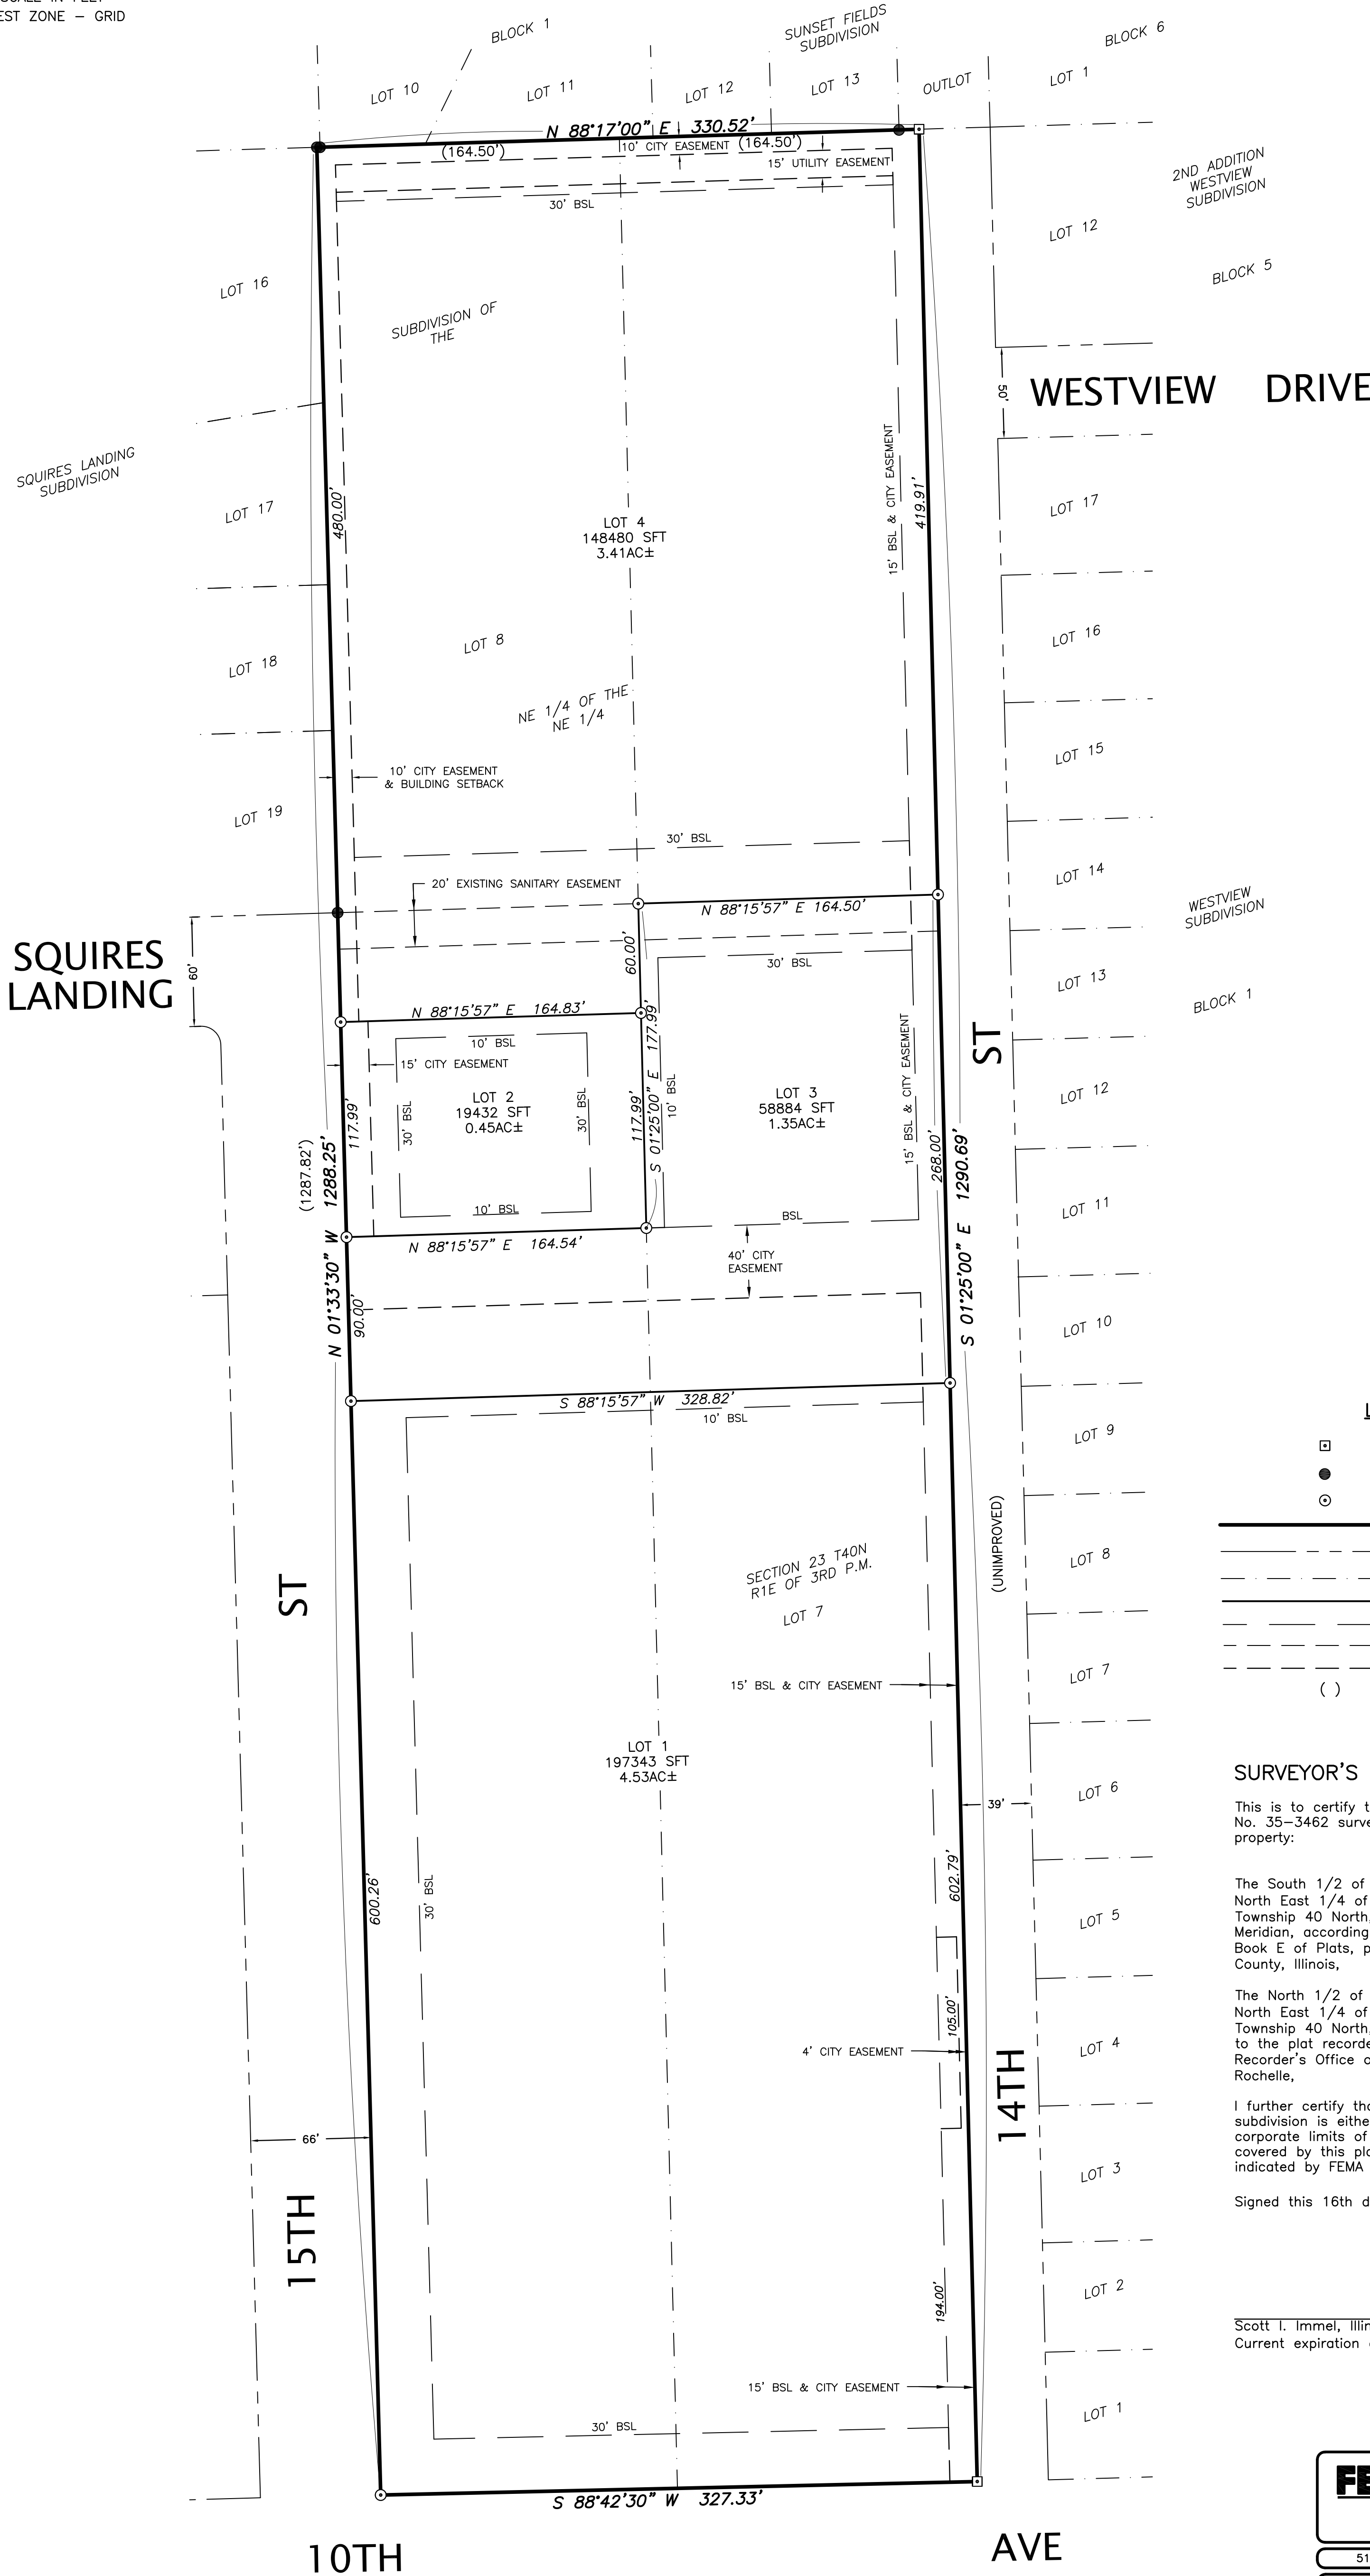 EST ZONE – GRID
BLOCK 1
SUNSET FIELDS
SUBDIVISION
BLOCK 6
LOT 10
LOT 11
LOT 12
LOT 13
OUTLOT
LOT 1
N 88°17'00" E 330.52'
(164.50')
10' CITY EASEMENT
(164.50')
15' UTILITY EASEMENT
30' BSL
2ND ADDITION
WESTVIEW
SUBDIVISION
LOT 12
BLOCK 5
LOT 16
SUBDIVISION OF
THE
50'
WESTVIEW DRIVE
SQUIRES LANDING
SUBDIVISION
LOT 17
480.00'
LOT 4
148480 SFT
3.41AC±
15' BSL & CITY EASEMENT
419.91'
LOT 17
LOT 18
LOT 8
NE 1/4 OF THE
NE 1/4
LOT 16
LOT 15
10' CITY EASEMENT
& BUILDING SETBACK
LOT 19
30' BSL
LOT 14
20' EXISTING SANITARY EASEMENT
N 88°15'57" E 164.50'
WESTVIEW
SUBDIVISION
SQUIRES
LANDING
60'
60.00'
30' BSL
LOT 13
BLOCK 1
N 88°15'57" E 164.83'
10' BSL
15' CITY EASEMENT
LOT 2
19432 SFT
0.45AC±
30' BSL
30' BSL
117.99'
117.99'
S 01°25'00" E 177.99'
10' BSL
LOT 3
58884 SFT
1.35AC±
15' BSL & CITY EASEMENT
268.00'
ST
LOT 12
(1287.82')
N 01°33'30" W 1288.25'
S 01°25'00" E 1290.69'
LOT 11
10' BSL
BSL
N 88°15'57" E 164.54'
40' CITY
EASEMENT
90.00'
LOT 10
S 88°15'57" W 328.82'
10' BSL
LOT 9
(UNIMPROVED)
SECTION 23 T40N
R1E OF 3RD P.M.
LOT 7
LOT 8
ST
15' BSL & CITY EASEMENT
LOT 7
( )
LOT 1
197343 SFT
4.53AC±
39'
LOT 6
SURVEYOR'S
This is to certify t
No. 35–3462 surve
property:
600.26'
30' BSL
602.79'
LOT 5
The South 1/2 of
North East 1/4 of
Township 40 North,
Meridian, according
Book E of Plats, p
County, Illinois,
The North 1/2 of
North East 1/4 of
Township 40 North,
to the plat recorde
Recorder's Office o
Rochelle,
105.00'
4' CITY EASEMENT
LOT 4
14TH
66'
I further certify tha
subdivision is eithe
corporate limits of
covered by this pla
indicated by FEMA
LOT 3
Signed this 16th d
15TH
194.00'
LOT 2
Scott I. Immel, Illin
Current expiration
15' BSL & CITY EASEMENT
LOT 1
30' BSL
FE
S 88°42'30" W 327.33'
10TH AVE
51